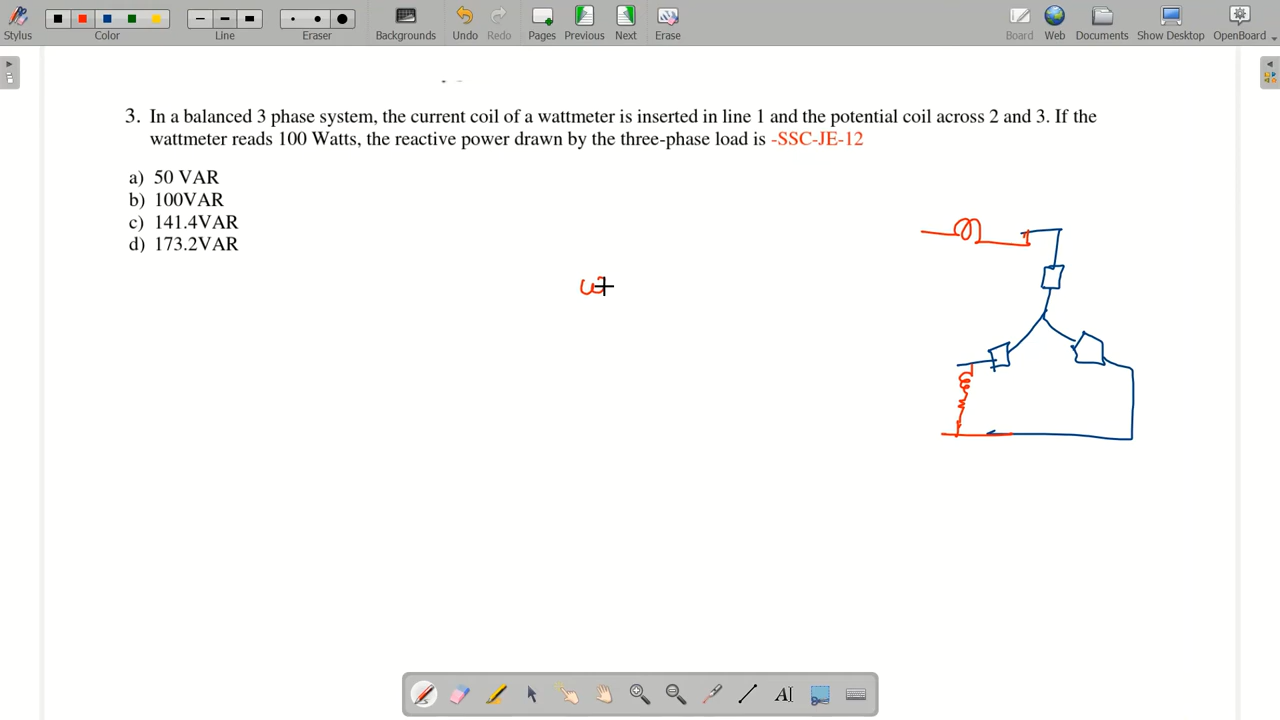 Stylus Color Line Eraser Backgrounds Undo Redo Pages Previous Next Erase Board Web Documents Show Desktop OpenBoard
3. In a balanced 3 phase system, the current coil of a wattmeter is inserted in line 1 and the potential coil across 2 and 3. If the
wattmeter reads 100 Watts, the reactive power drawn by the three-phase load is -SSC-JE-12
a) 50 VAR
b) 100VAR
c) 141.4VAR
d) 173.2VAR
AI